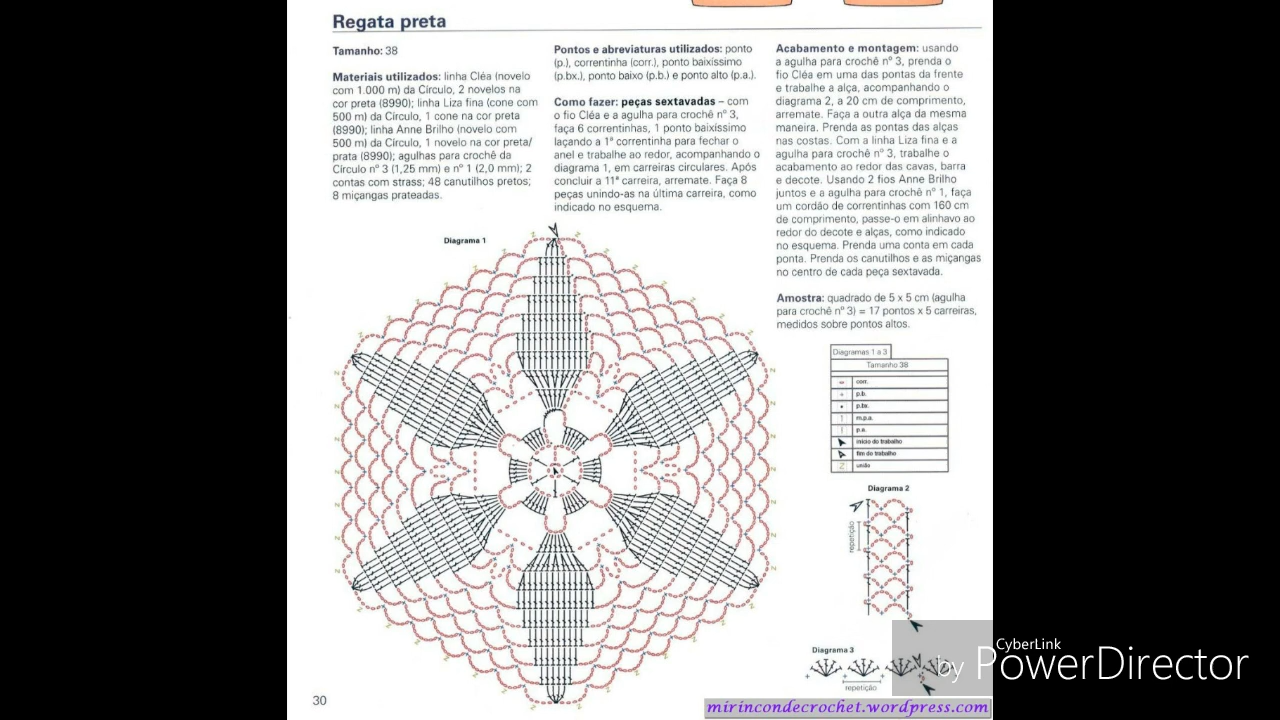 Regata preta
Tamanho: 38
Materiais utilizados: linha Cléa (novelo
com 1.000 m) da Círculo, 2 novelos na
cor preta (8990); linha Liza fina (cone com
500 m) da Círculo, 1 cone na cor preta
(8990); linha Anne Brilho (novelo com
500 m) da Círculo, 1 novelo na cor preta/
prata (8990); agulhas para crochê da
Círculo nº 3 (1,25 mm) e nº 1 (2,0 mm); 2
contas com strass; 48 canutilhos pretos;
8 miçangas prateadas.
Pontos e abreviaturas utilizados: ponto
(p.), correntinha (corr.), ponto baixíssimo
(p.bx.), ponto baixo (p.b.) e ponto alto (p.a.).
Como fazer: peças sextavadas – com
o fio Cléa e a agulha para crochê nº 3,
faça 6 correntinhas, 1 ponto baixíssimo
laçando a 1ª correntinha para fechar o
anel e trabalhe ao redor, acompanhando o
diagrama 1, em carreiras circulares. Após
concluir a 11ª carreira, arremate. Faça 8
peças unindo-as na última carreira, como
indicado no esquema.
Acabamento e montagem: usando
a agulha para crochê nº 3, prenda o
fio Cléa em uma das pontas da frente
e trabalhe a alça, acompanhando o
diagrama 2, a 20 cm de comprimento,
arremate. Faça a outra alça da mesma
maneira. Prenda as pontas das alças
nas costas. Com a linha Liza fina e a
agulha para crochê nº 3, trabalhe o
acabamento ao redor das cavas, barra
e decote. Usando 2 fios Anne Brilho
juntos e a agulha para crochê nº 1, faça
um cordão de correntinhas com 160 cm
de comprimento, passe-o em alinhavo ao
redor do decote e alças, como indicado
no esquema. Prenda uma conta em cada
ponta. Prenda os canutilhos e as miçangas
no centro de cada peça sextavada.
Amostra: quadrado de 5 x 5 cm (agulha
para crochê nº 3) = 17 pontos x 5 carreiras,
medidos sobre pontos altos.
Diagrama 1
Diagramas 1 a 3
Tamanho 38
corr.
p.b.
p.bx.
m.p.a.
p.a.
início do trabalho
fim do trabalho
união
Diagrama 2
repetição
Diagrama 3
repetição
30
CyberLink
by PowerDirector
mirincondecrochet.wordpress.com